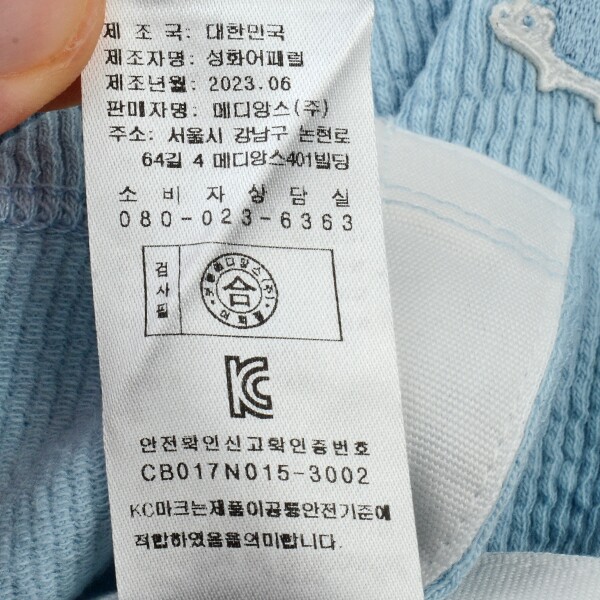 제 조 국: 대한민국
제조자명: 성화어패럴
제조년월: 2023.06
판매자명: 메디앙스(주)
주소: 서울시 강남구 논현로
64길 4 메디앙스401빌딩
소 비 자 상 담 실
080-023-6363
검사필
합
안전확인신고확인증번호
CB017N015-3002
KC마크는제품이공통안전기준에
적합하였음을의미합니다.